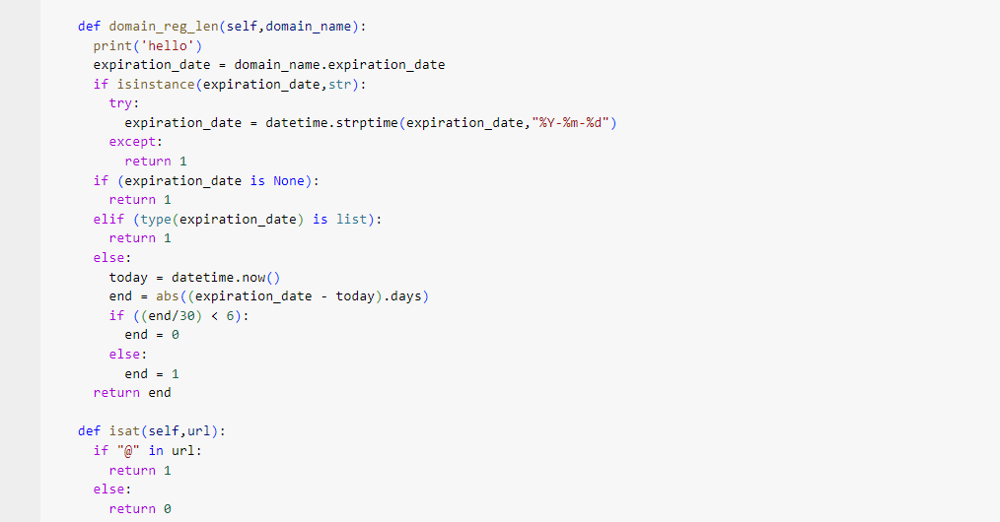 def domain_reg_len(self,domain_name):
print('hello')
expiration_date = domain_name.expiration_date
if isinstance(expiration_date,str):
try:
expiration_date = datetime.strptime(expiration_date,"%Y-%m-%d")
except:
return 1
if (expiration_date is None):
return 1
elif (type(expiration_date) is list):
return 1
else:
today = datetime.now()
end = abs((expiration_date - today).days)
if ((end/30) < 6):
end = 0
else:
end = 1
return end
def isat(self,url):
if "@" in url:
return 1
else:
return 0